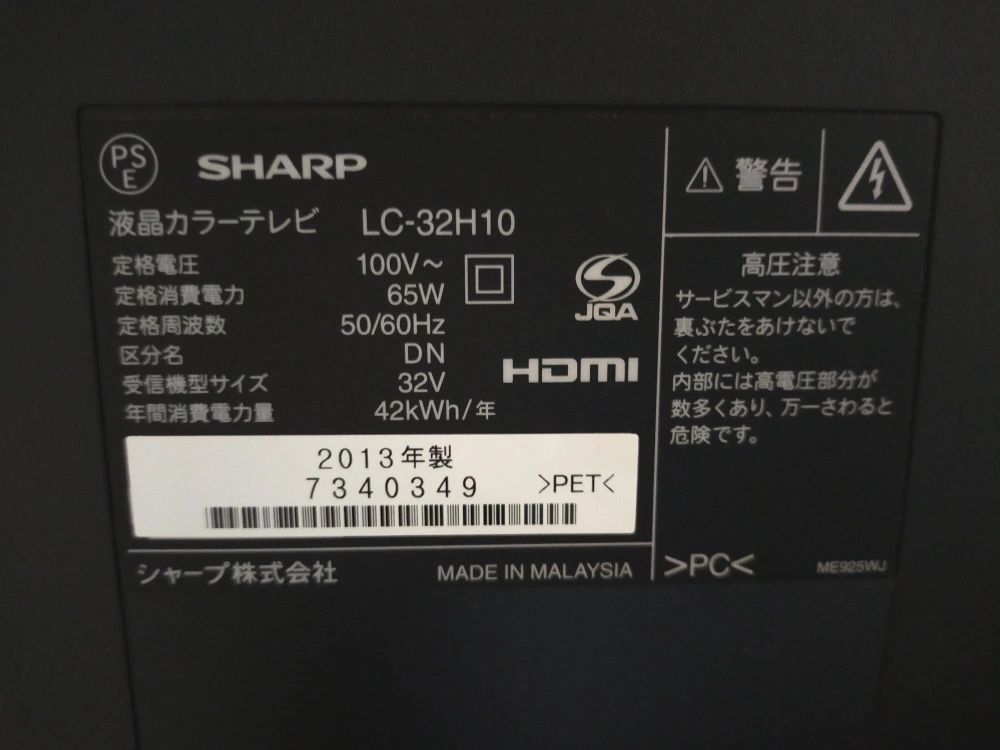 PS
E
SHARP
液晶カラーテレビ LC-32H10
定格電圧 100V～
定格消費電力 65W
定格周波数 50/60Hz
区分名 DN
受信機型サイズ 32V
年間消費電力量 42kWh/年
JQA
HDMI
2013年製
7340349 >PET<
シャープ株式会社 MADE IN MALAYSIA
警告
高圧注意
サービスマン以外の方は、
裏ぶたをあけないで
ください。
内部には高電圧部分が
数多くあり、万一さわると
危険です。
>PC< ME925WJ